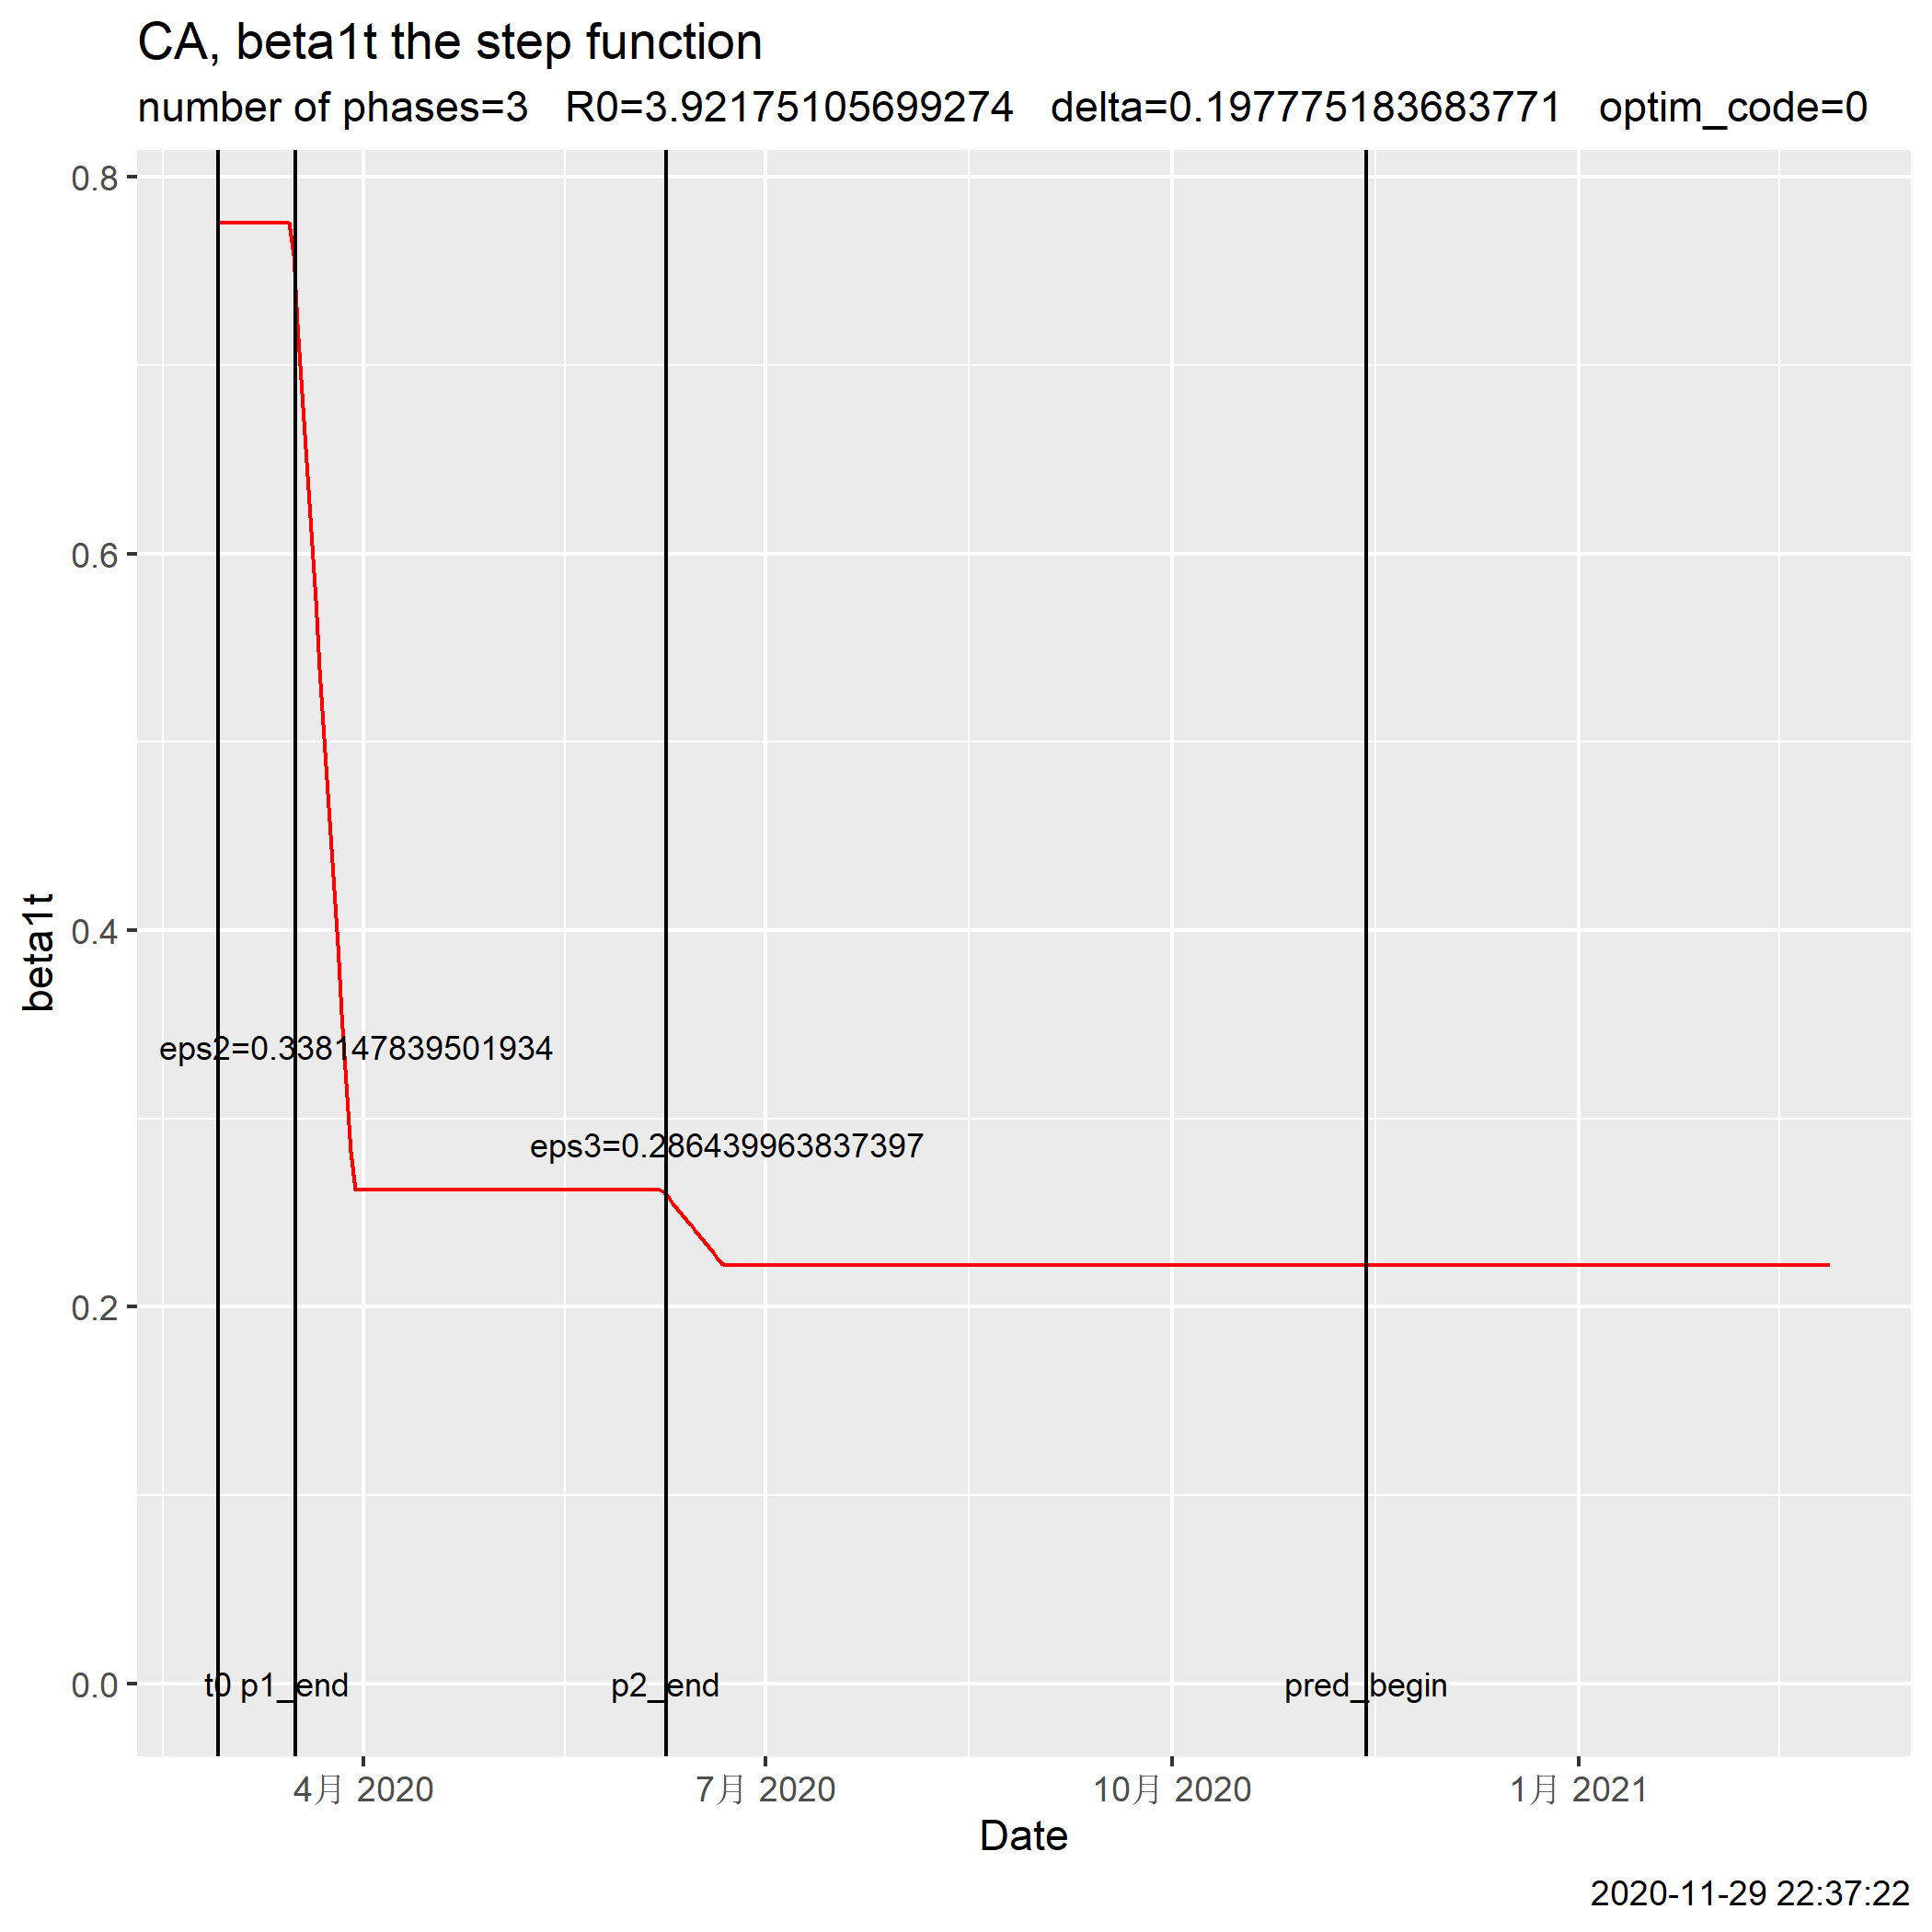 CA, beta1t the step function
number of phases=3   R0=3.92175105699274   delta=0.197775183683771   optim_code=0
0.8
0.6
0.4
0.2
0.0
beta1t
eps2=0.338147839501934
eps3=0.286439963837397
t0 p1_end p2_end pred_begin
4月 2020 7月 2020 10月 2020 1月 2021
Date
2020-11-29 22:37:22